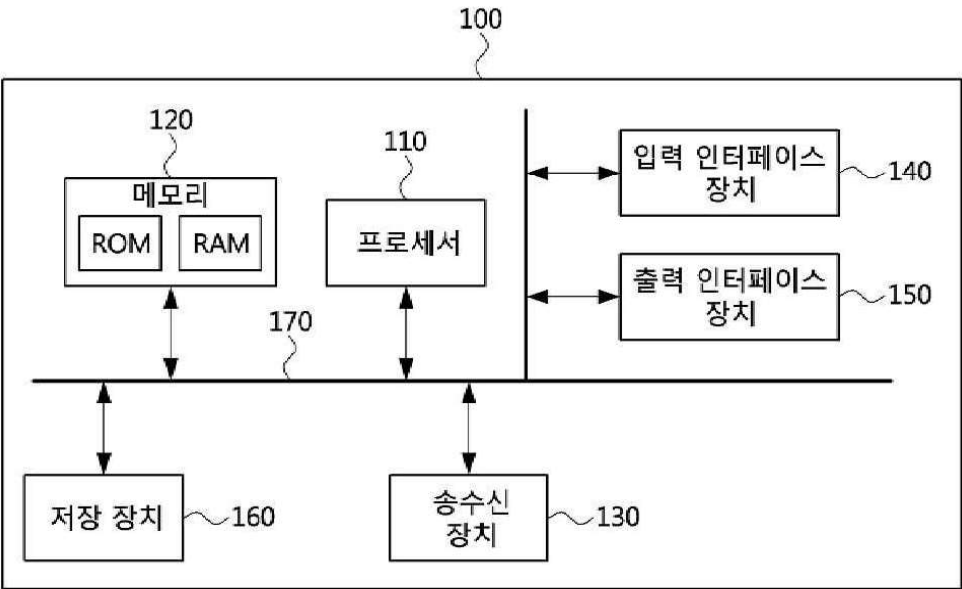 100
120
메모리
ROM
RAM
110
프로세서
입력 인터페이스
장치
140
출력 인터페이스
장치
150
170
저장 장치
160
송수신
장치
130